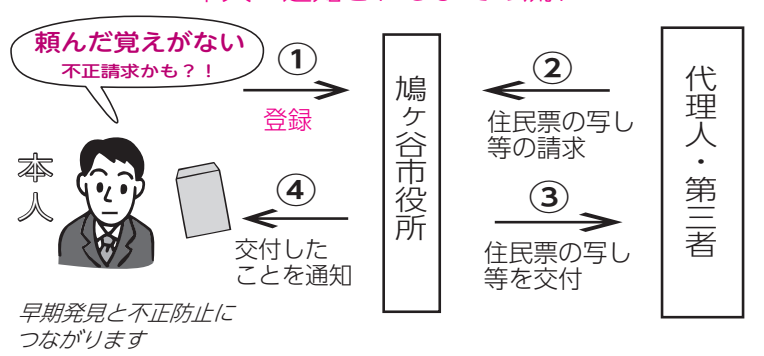 頼んだ覚えがない
不正請求かも？！
本人
①
登録
鳩ヶ谷市役所
②
住民票の写し
等の請求
代理人・第三者
④
交付した
ことを通知
③
住民票の写し
等を交付
早期発見と不正防止に
つながります